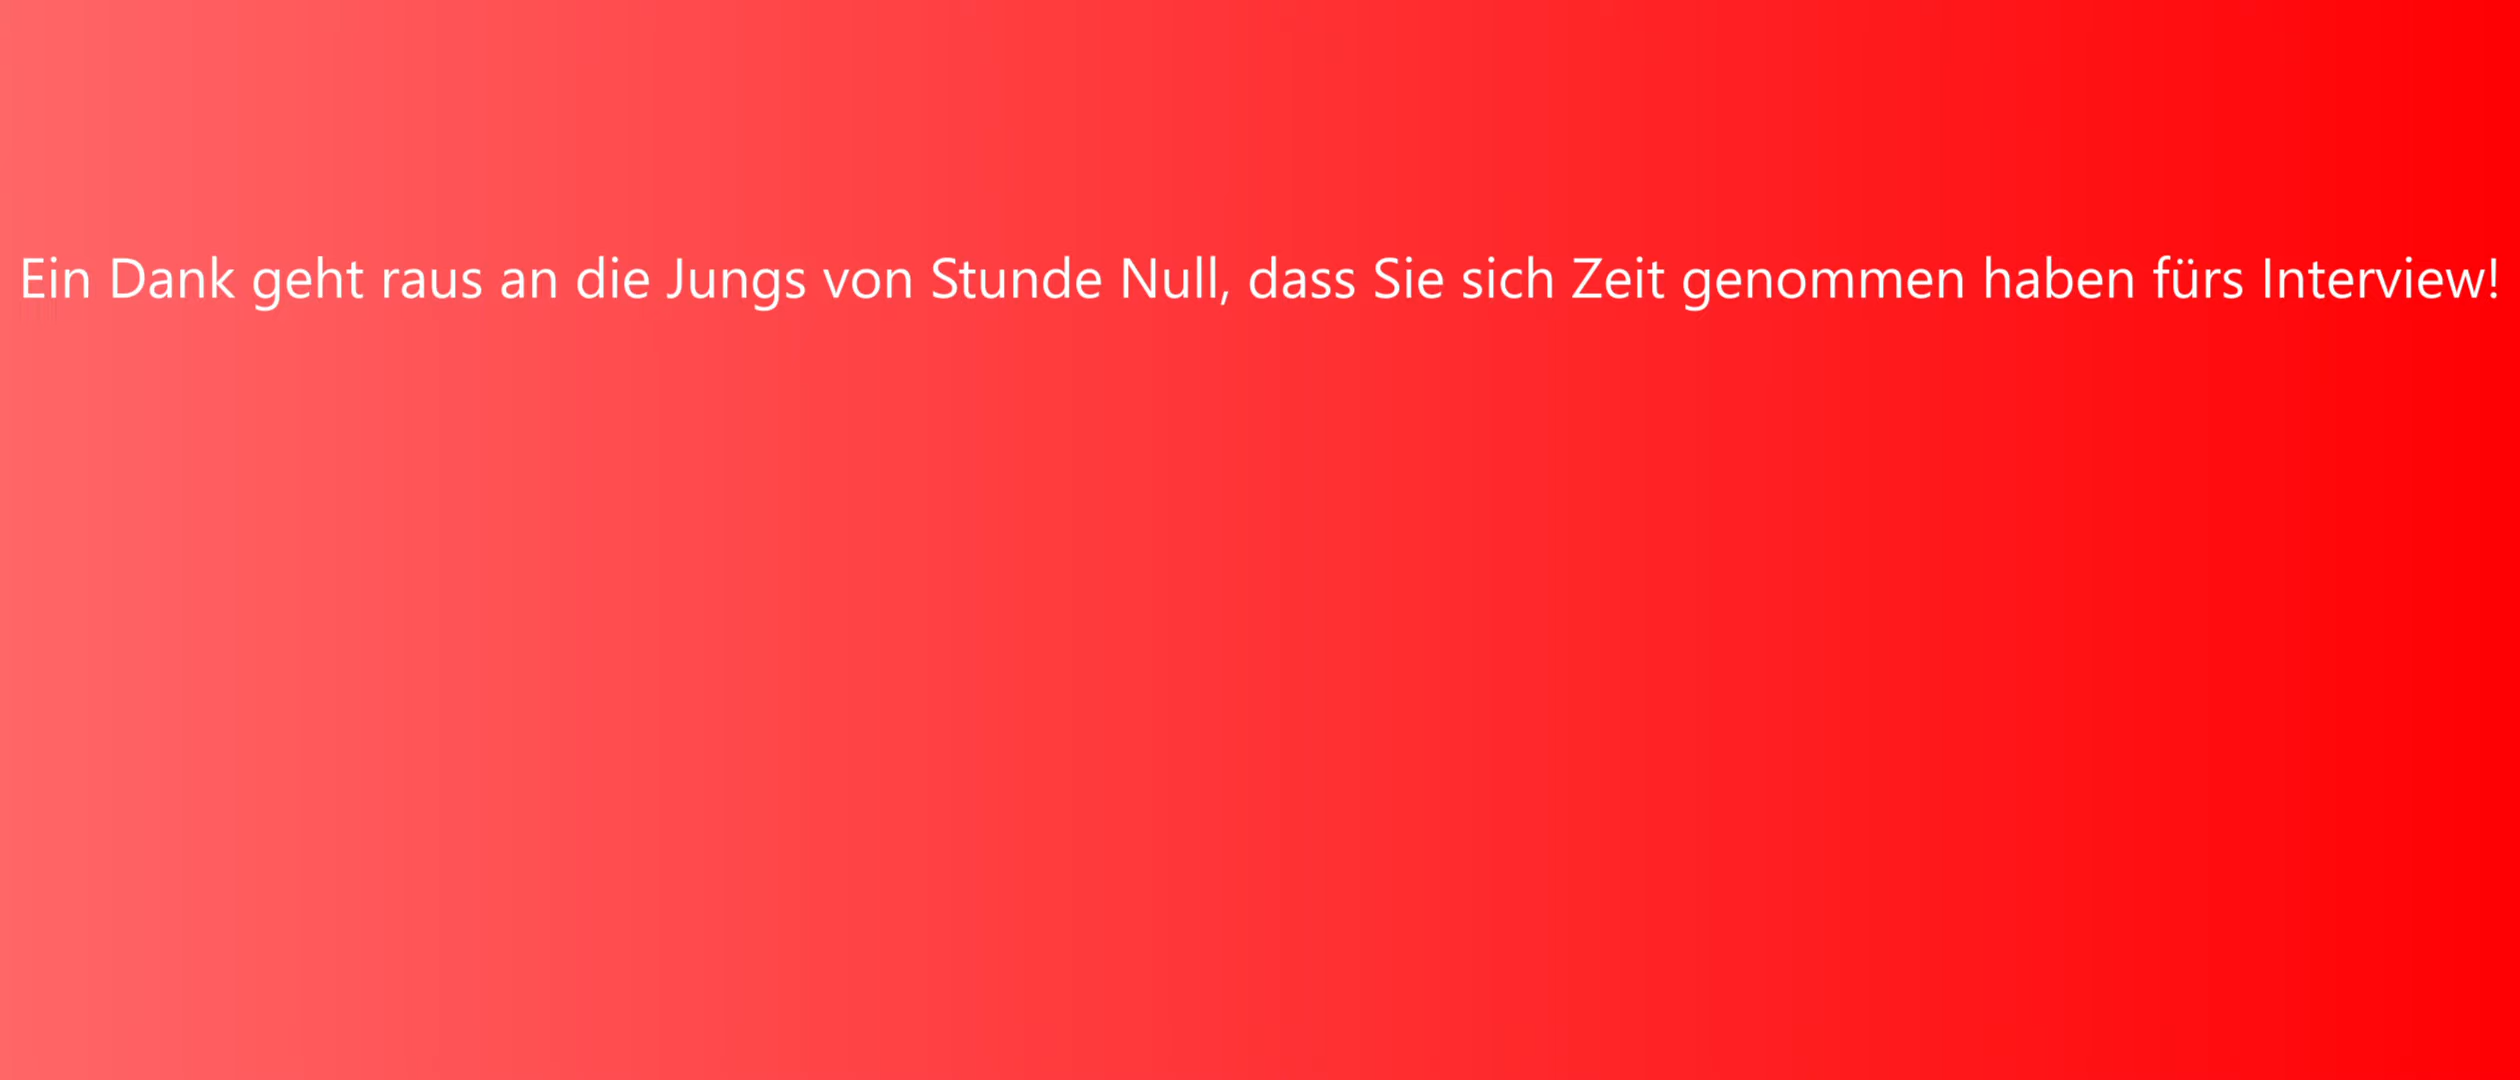 Ein Dank geht raus an die Jungs von Stunde Null, dass Sie sich Zeit genommen haben fürs Interview!